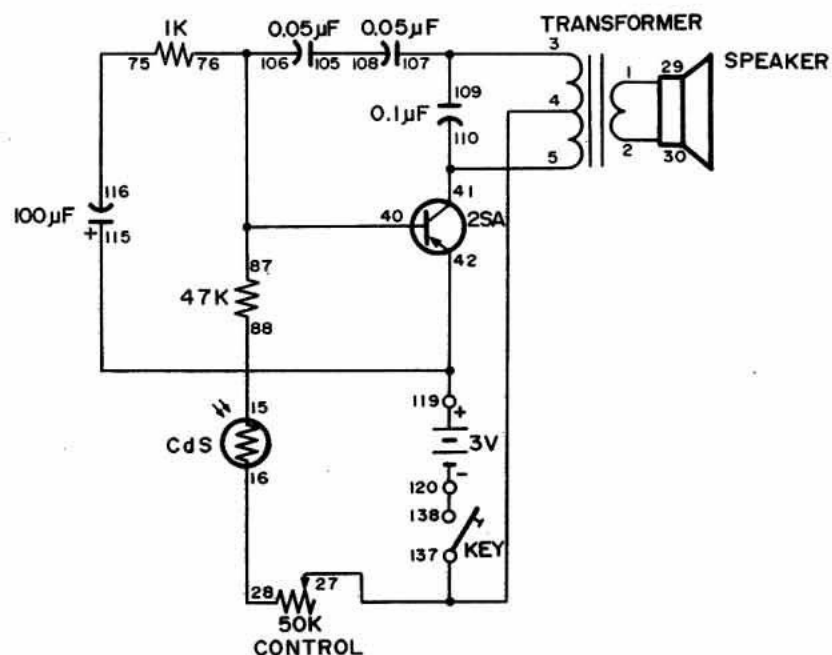 TRANSFORMER
1K
0.05µF
0.05µF
75
76
106
105
108
107
3
1
29
SPEAKER
109
4
0.1µF
110
5
2
30
116
100µF
+
115
41
40
2SA
42
87
47K
88
15
CdS
16
119
+
3V
-
120
138
137
KEY
28
27
50K
CONTROL